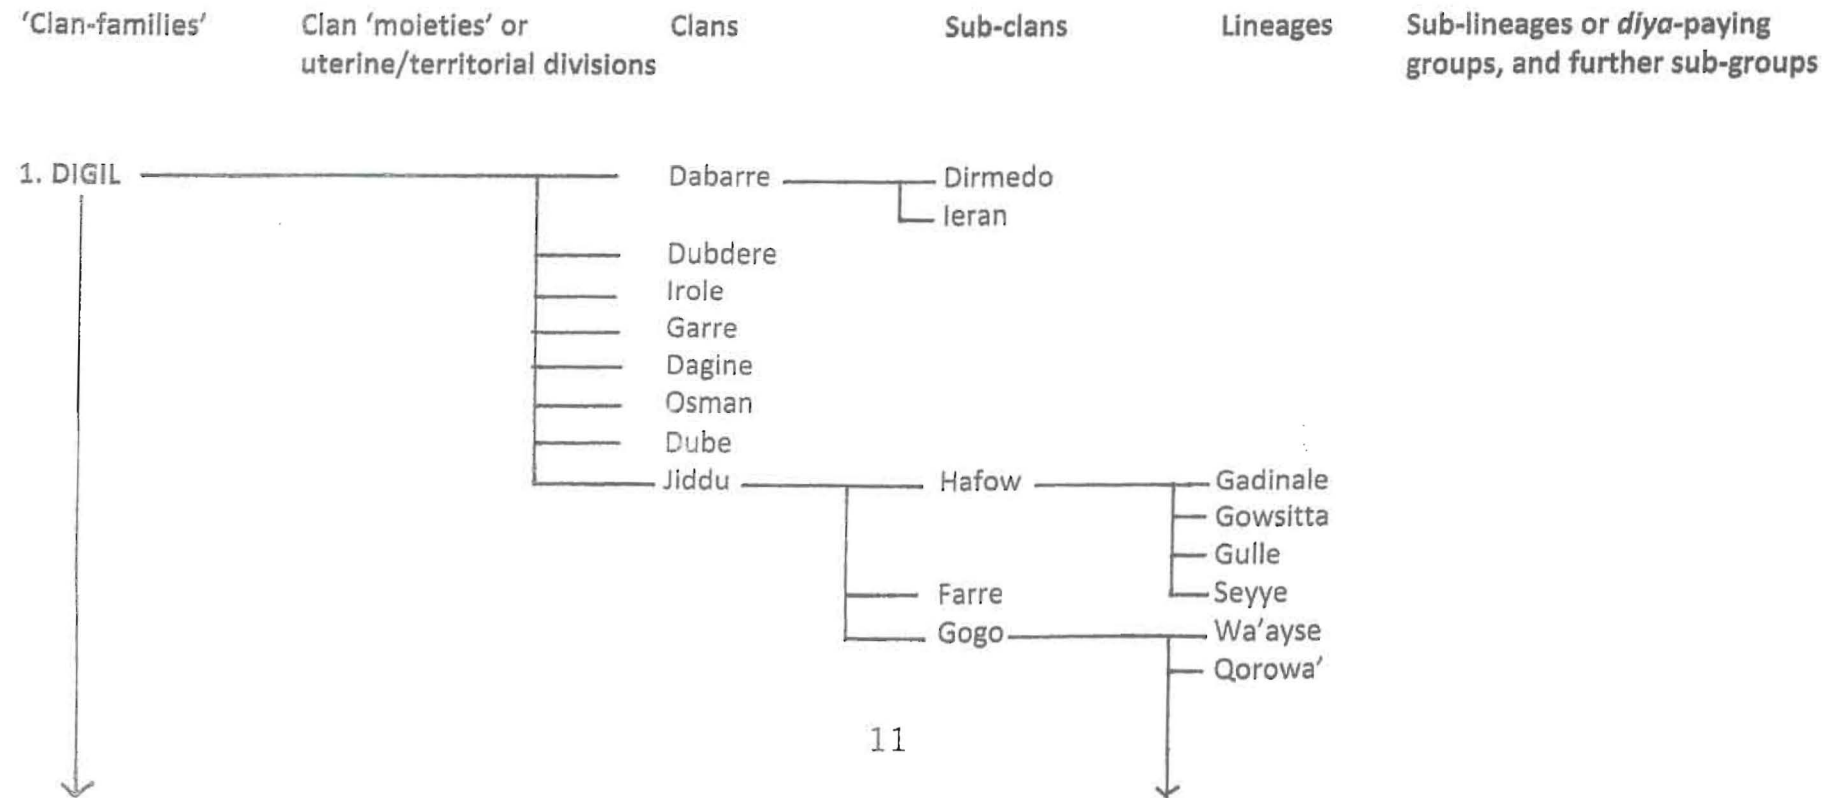 'Clan-families' Clan 'moieties' or Clans Sub-clans Lineages Sub-lineages or diya-paying
uterine/territorial divisions groups, and further sub-groups
1. DIGIL Dabarre Dirmedo
Ieran
Dubdere
Irole
Garre
Dagine
Osman
Dube
Jiddu Hafow Gadinale
Gowsitta
Gulle
Farre Seyye
Gogo Wa'ayse
Qorowa'
11